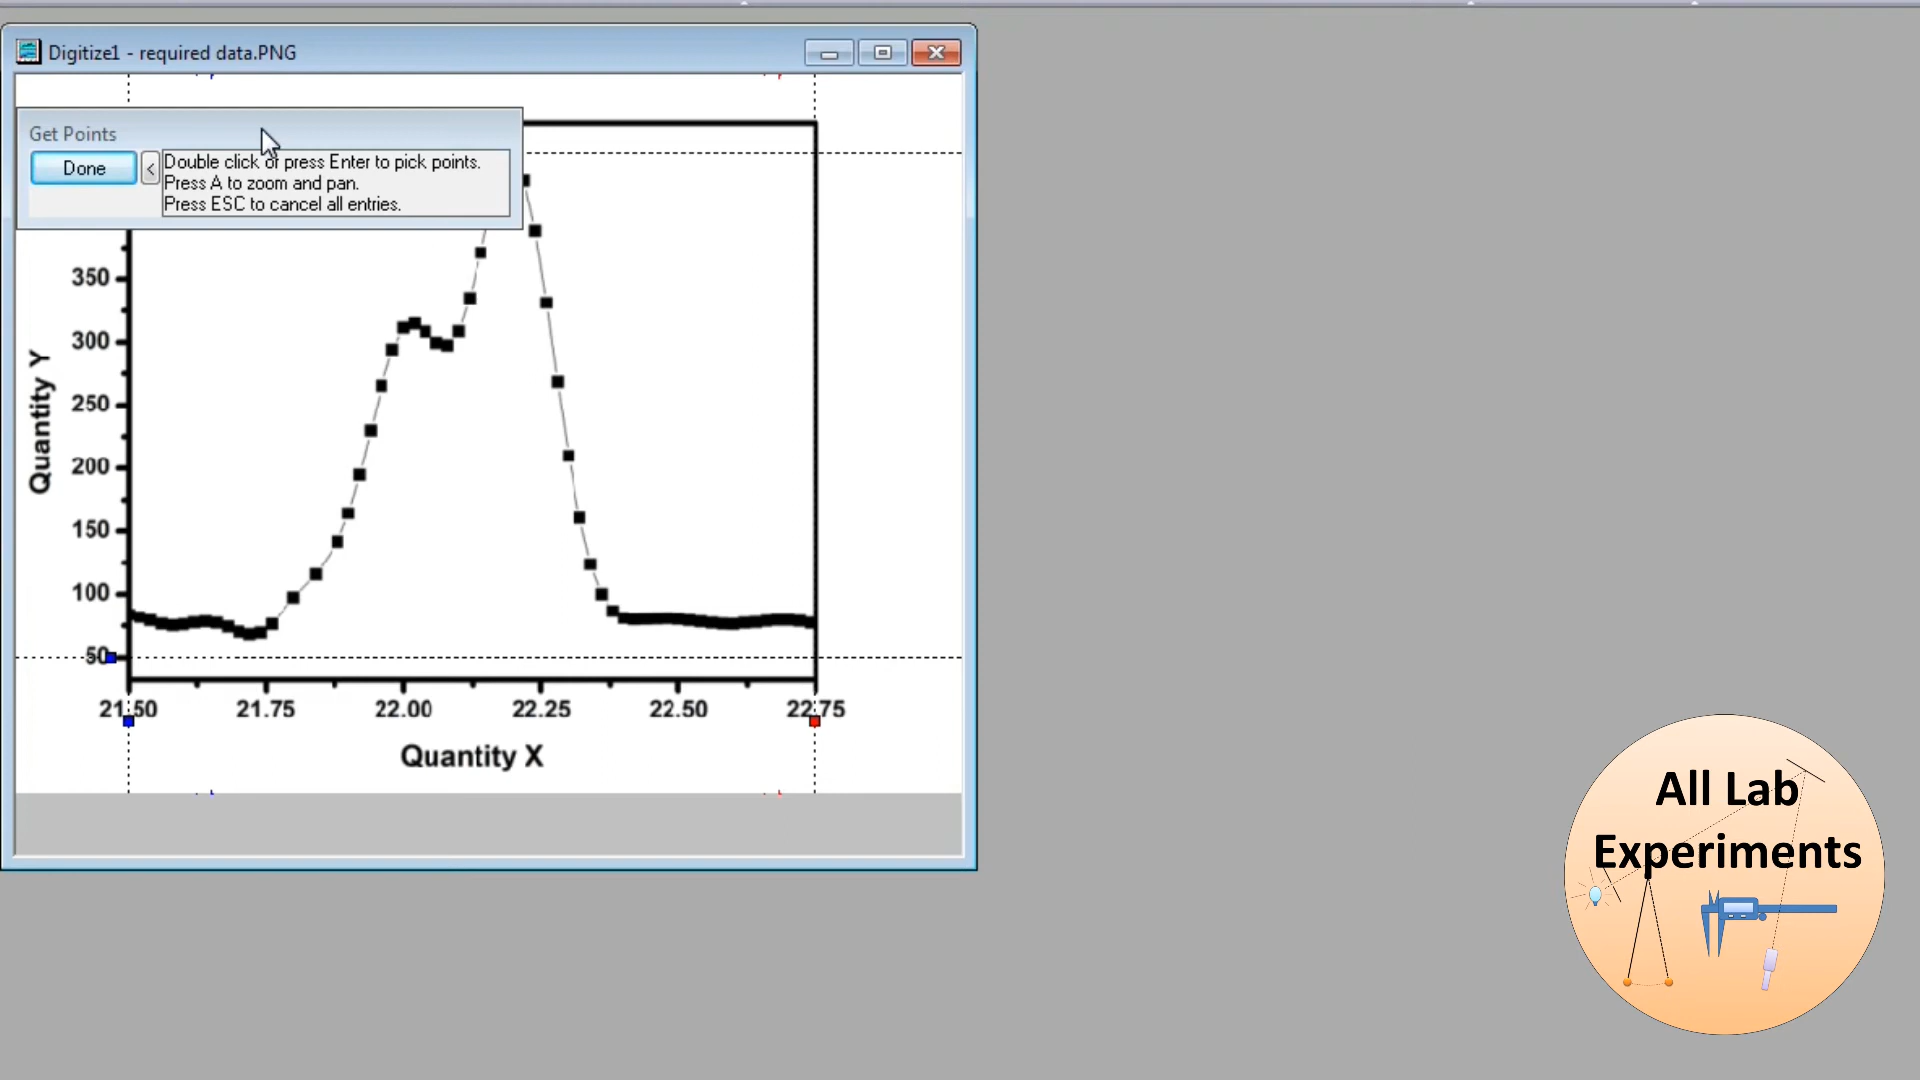 Digitize1 - required data.PNG
Get Points
Done
<
Double click or press Enter to pick points.
Press A to zoom and pan.
Press ESC to cancel all entries.
350
300
250
200
150
100
50
Quantity Y
21.50 21.75 22.00 22.25 22.50 22.75
Quantity X
All Lab
Experiments